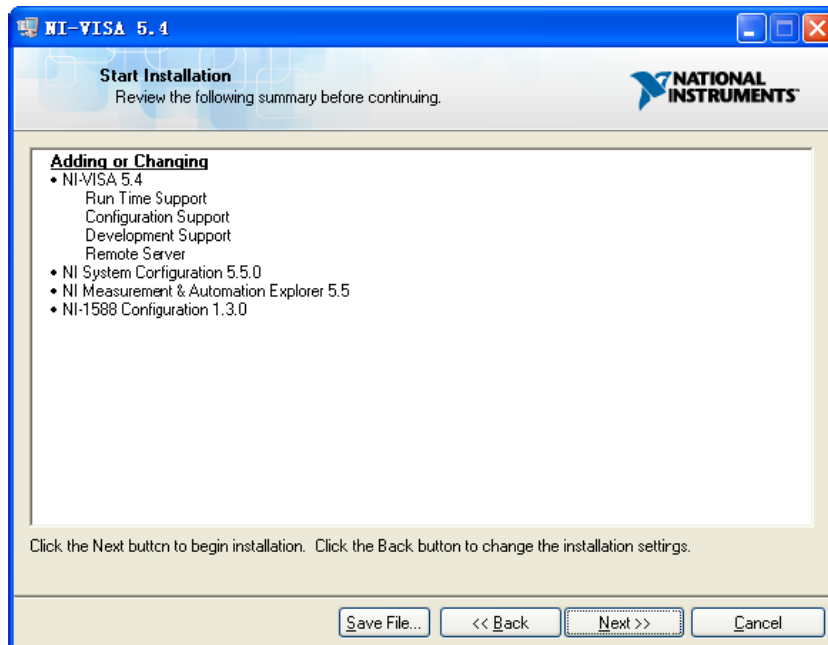 NI-VISA 5.4
Start Installation
Review the following summary before continuing.
NATIONAL
INSTRUMENTS
Adding or Changing
• NI-VISA 5.4
Run Time Support
Configuration Support
Development Support
Remote Server
• NI System Configuration 5.5.0
• NI Measurement & Automation Explorer 5.5
• NI-1588 Configuration 1.3.0
Click the Next button to begin installation. Click the Back button to change the installation settings.
Save File... << Back Next >> Cancel